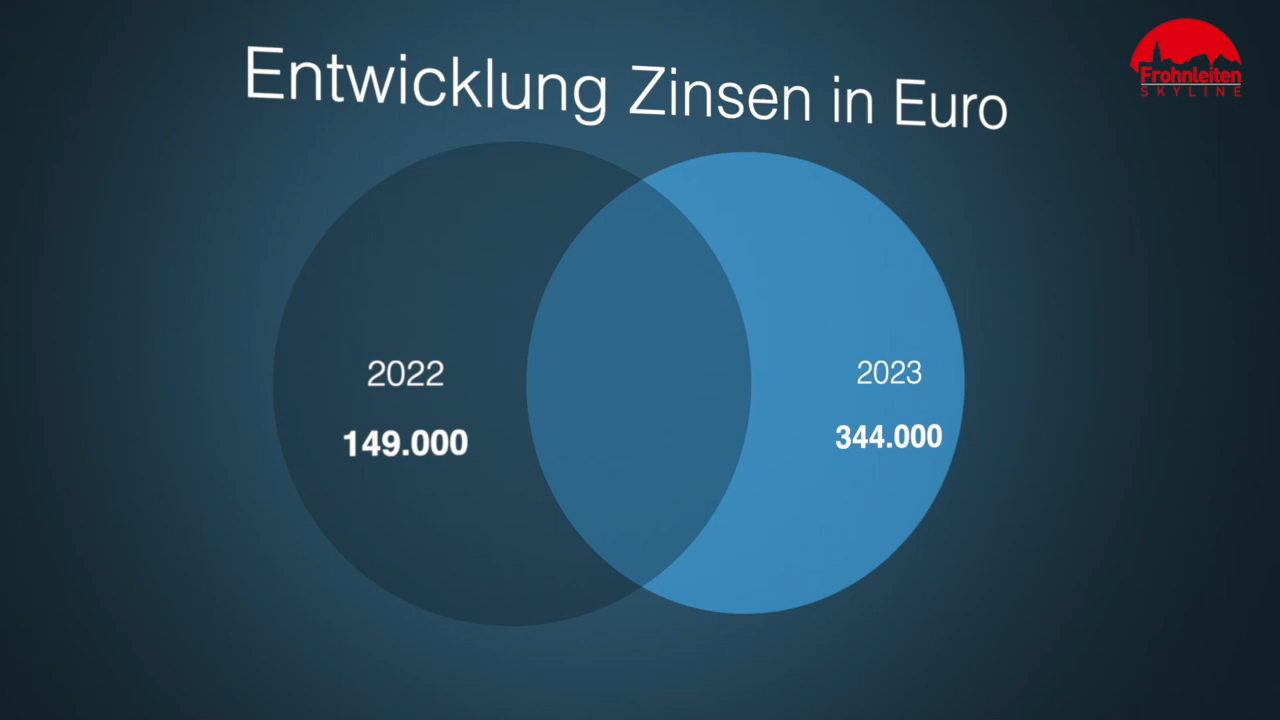 Entwicklung Zinsen in Euro
Frohnleiten
SKYLINE
2022
2023
149.000
344.000